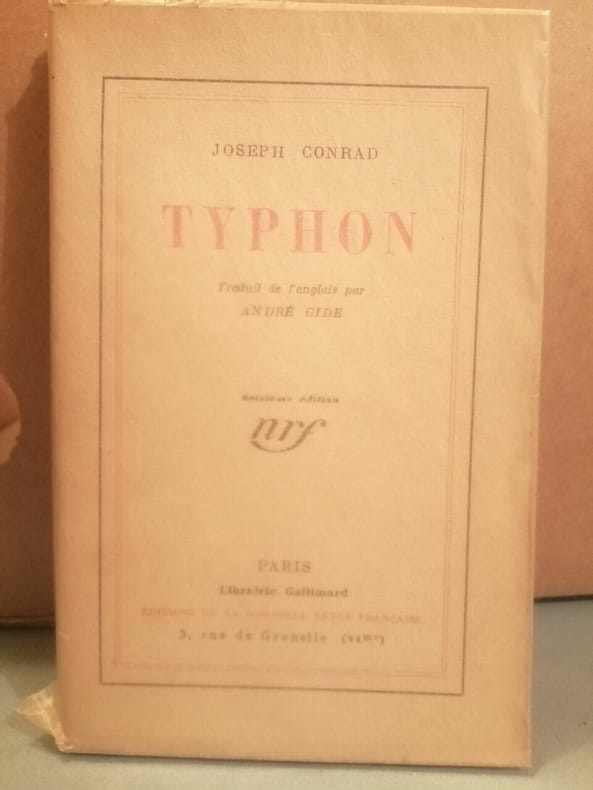 JOSEPH CONRAD
TYPHON
Traduit de l'anglais par
ANDRÉ GIDE
édition
nrf
PARIS
Librairie Gallimard
ÉDITIONS DE LA NOUVELLE REVUE FRANÇAISE
3, rue de Grenelle (VIme)